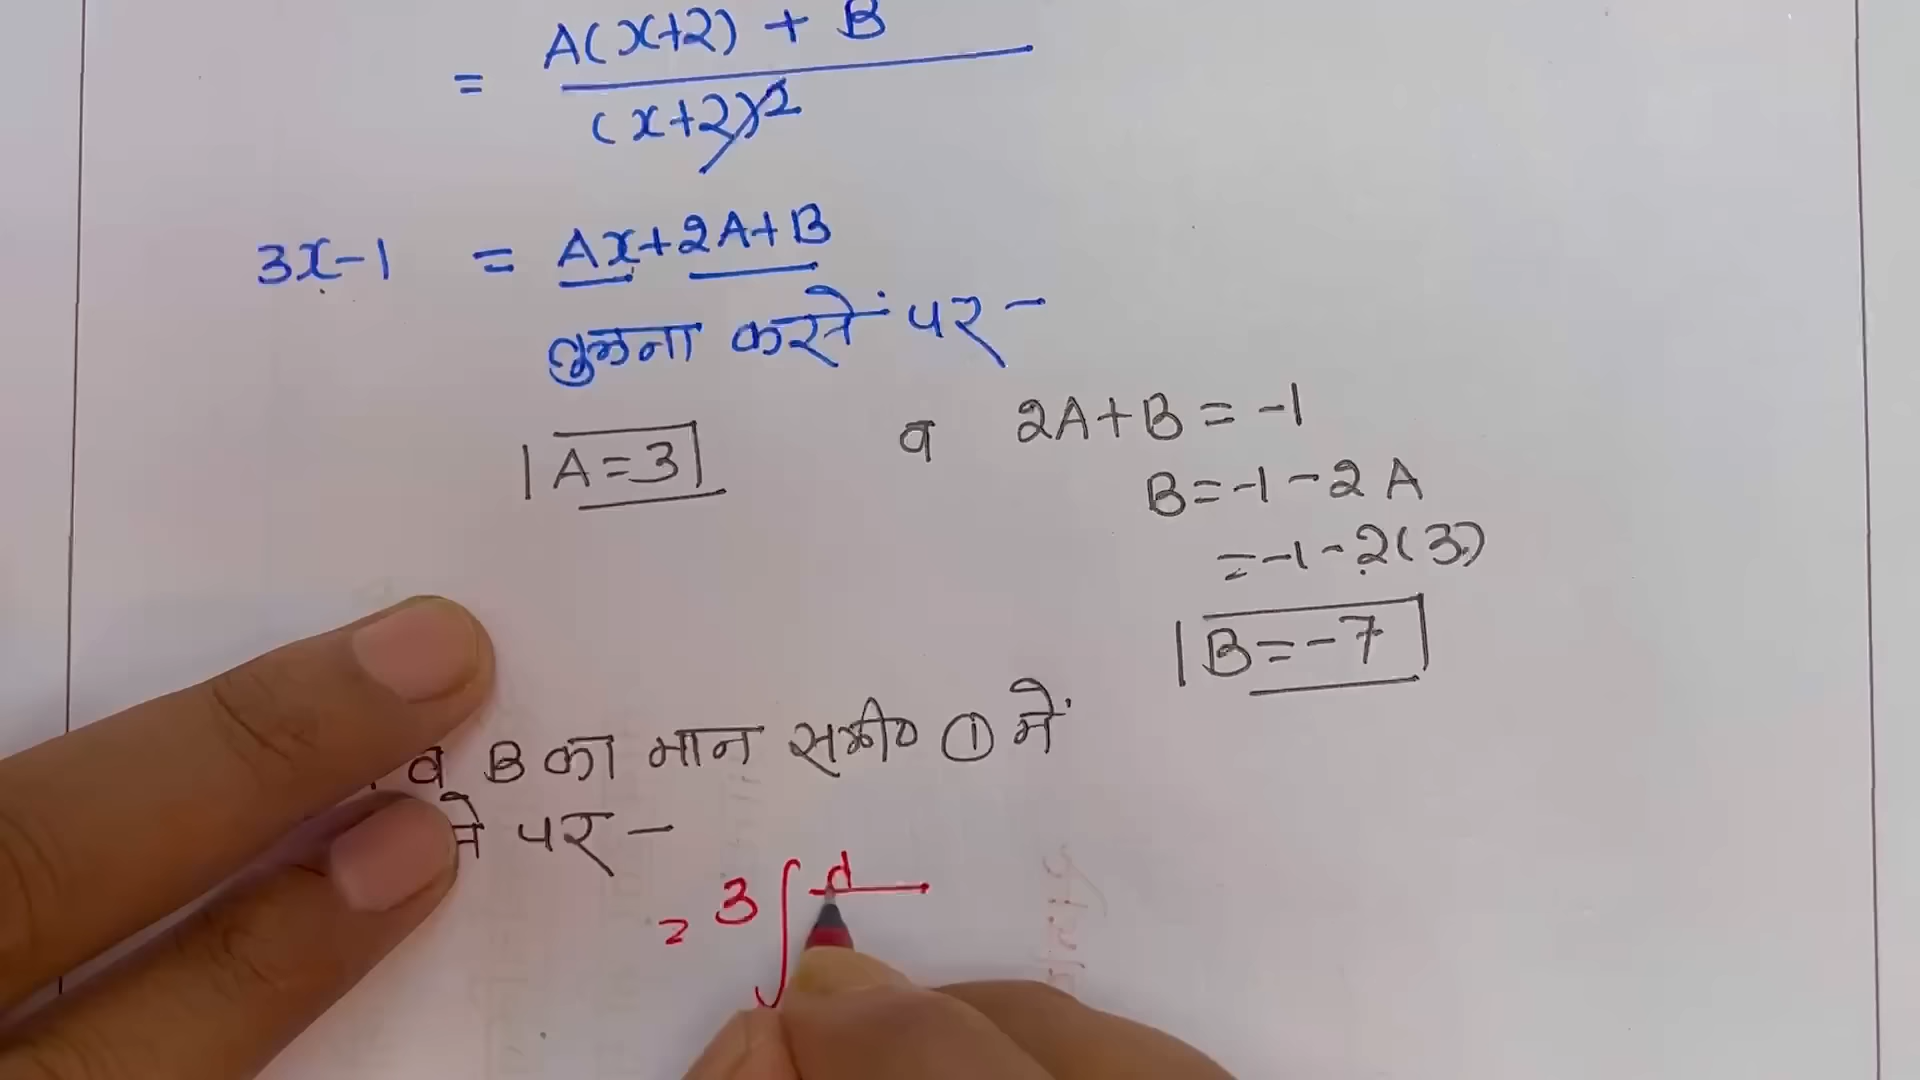 = A(x+2) + B
(x+2)2
3x-1 = Ax+2A+B
तुलना करने पर -
A=3 व 2A+B = -1
B=-1-2A
=-1-2(3)
B=-7
व B का मान समी० ① में
ने पर -
= 3 ∫ d